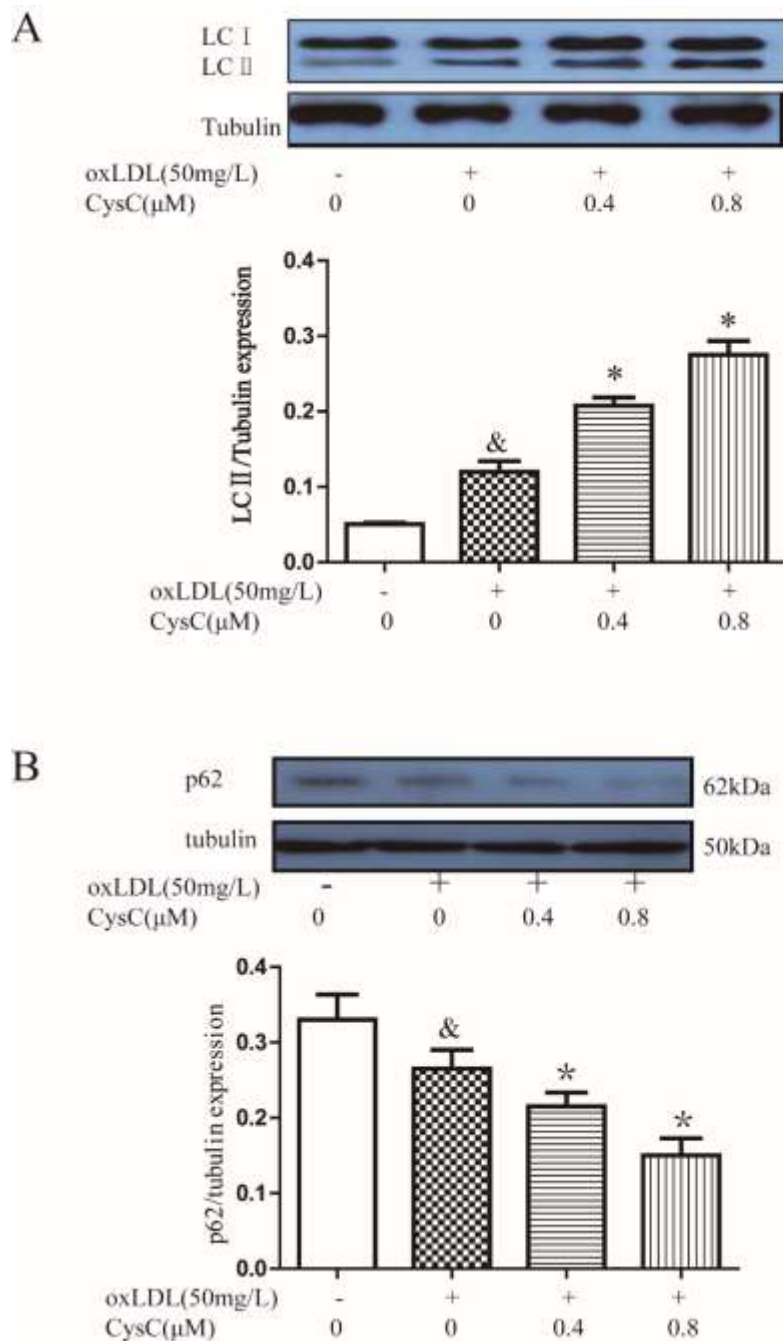 A
LC Ⅰ
LC Ⅱ
Tubulin
oxLDL(50mg/L) - + + +
CysC(μM) 0 0 0.4 0.8
0.4
0.3
0.2
0.1
0.0
LC Ⅱ/Tubulin expression
& * *
oxLDL(50mg/L) - + + +
CysC(μM) 0 0 0.4 0.8
B
p62 62kDa
tubulin 50kDa
oxLDL(50mg/L) - + + +
CysC(μM) 0 0 0.4 0.8
0.4
0.3
0.2
0.1
0.0
p62/tubulin expression
& * *
oxLDL(50mg/L) - + + +
CysC(μM) 0 0 0.4 0.8